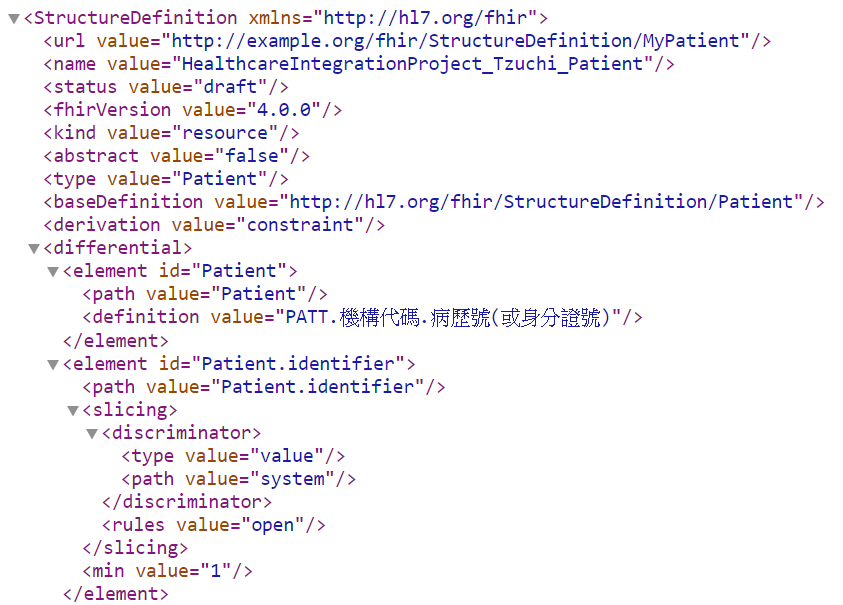 <StructureDefinition xmlns="http://hl7.org/fhir">
<url value="http://example.org/fhir/StructureDefinition/MyPatient"/>
<name value="HealthcareIntegrationProject_Tzuchi_Patient"/>
<status value="draft"/>
<fhirVersion value="4.0.0"/>
<kind value="resource"/>
<abstract value="false"/>
<type value="Patient"/>
<baseDefinition value="http://hl7.org/fhir/StructureDefinition/Patient"/>
<derivation value="constraint"/>
<differential>
<element id="Patient">
<path value="Patient"/>
<definition value="PATT.機構代碼.病歷號(或身分證號)"/>
</element>
<element id="Patient.identifier">
<path value="Patient.identifier"/>
<slicing>
<discriminator>
<type value="value"/>
<path value="system"/>
</discriminator>
<rules value="open"/>
</slicing>
<min value="1"/>
</element>